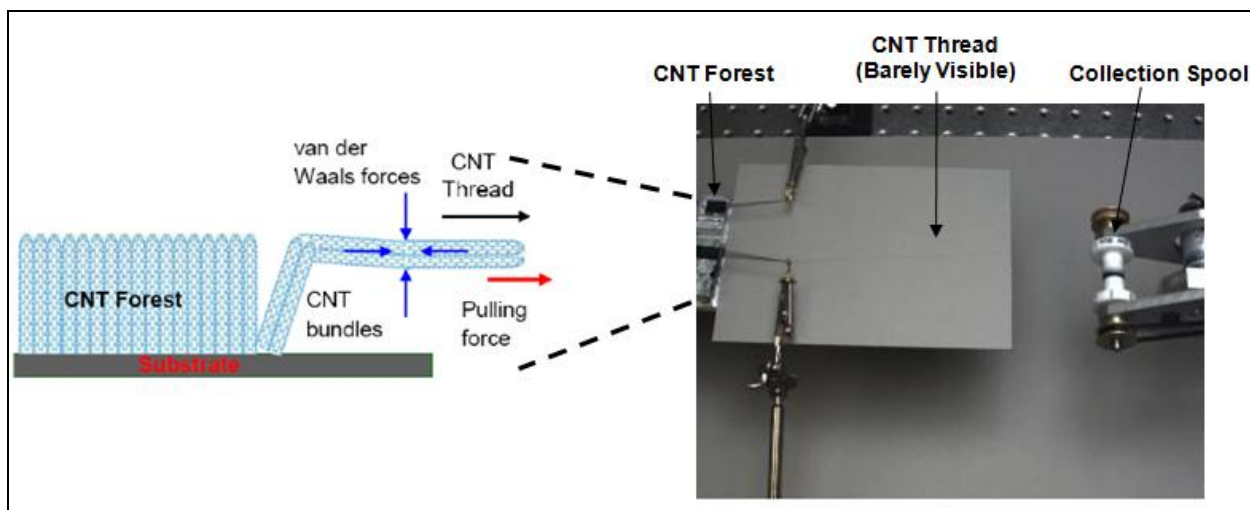 van der
Waals forces
CNT
Thread
CNT Forest
CNT
bundles
Pulling
force
Substrate
CNT Forest
CNT Thread
(Barely Visible)
Collection Spool